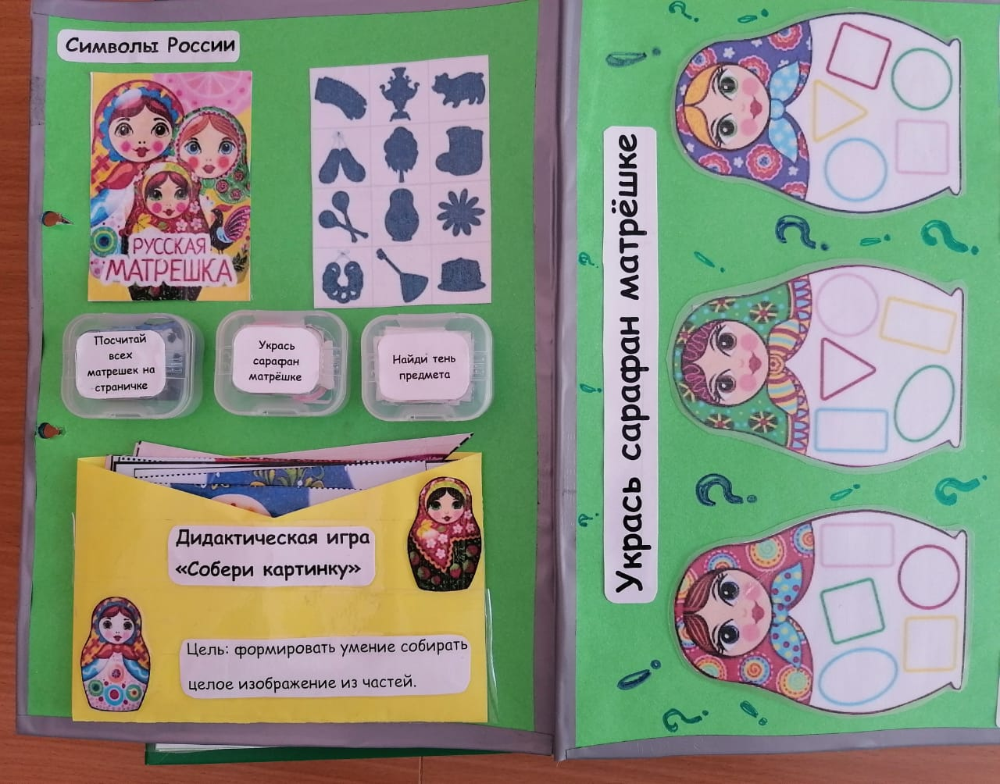 Символы России
РУССКАЯ
МАТРЕШКА
Посчитай
всех
матрешек на
страничке
Укрась
сарафан
матрёшке
Найди тень
предмета
Дидактическая игра
«Собери картинку»
Цель: формировать умение собирать
целое изображение из частей.
Укрась сарафан матрёшке